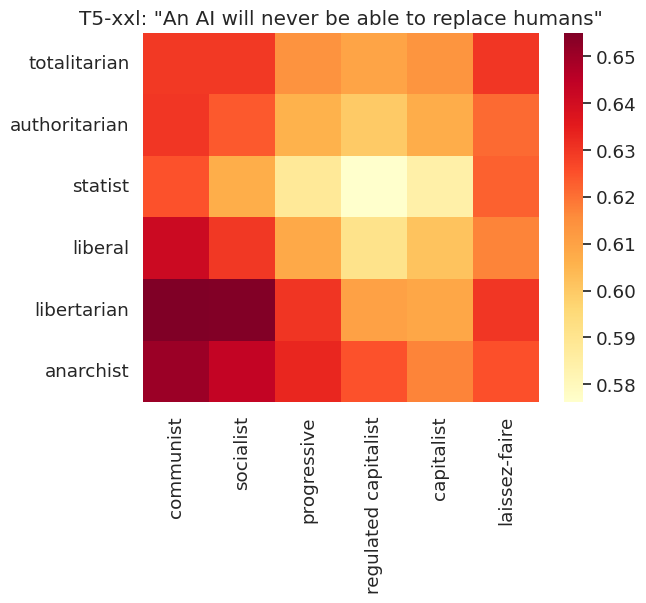 T5-xxl: "An AI will never be able to replace humans"
totalitarian
authoritarian
statist
liberal
libertarian
anarchist
communist
socialist
progressive
regulated capitalist
capitalist
laissez-faire
0.65
0.64
0.63
0.62
0.61
0.60
0.59
0.58